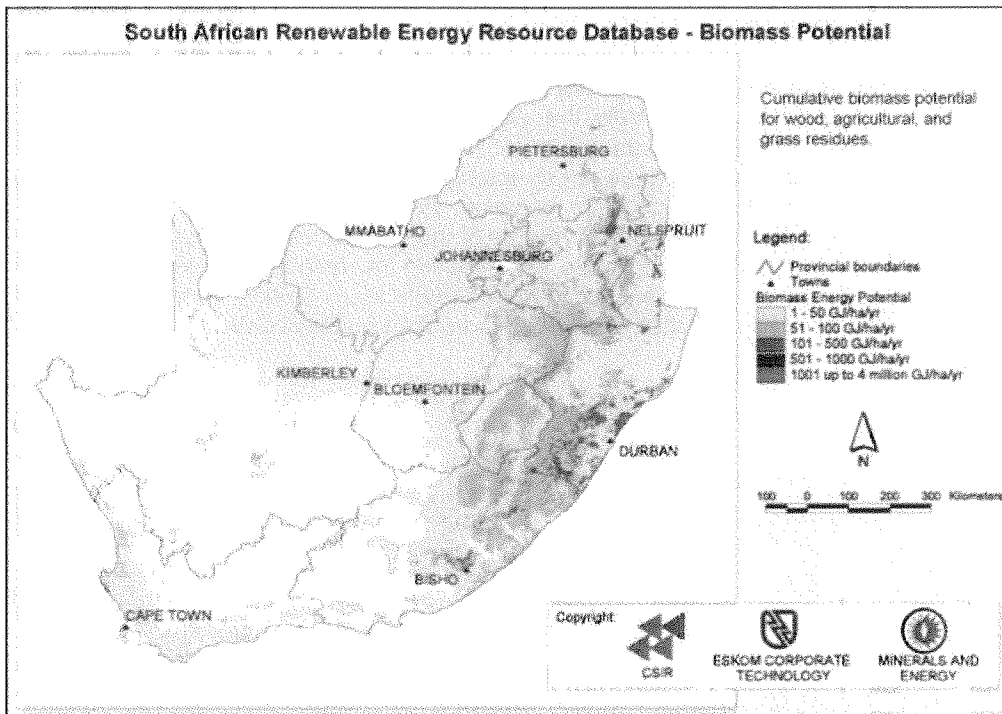 South African Renewable Energy Resource Database - Biomass Potential
Cumulative biomass potential
for wood, agricultural, and
grass residues.
PIETERSBURG
MMABATHO
NELSPRUIT
JOHANNESBURG
Legend:
Provincial boundaries
Towns
Biomass Energy Potential
1 - 50 GJ/ha/yr
51 - 100 GJ/ha/yr
101 - 500 GJ/ha/yr
501 - 1000 GJ/ha/yr
1001 up to 4 million GJ/ha/yr
KIMBERLEY
BLOEMFONTEIN
DURBAN
N
100 0 100 200 300 Kilometers
BISHO
CAPE TOWN
Copyright:
CSIR
ESKOM CORPORATE
TECHNOLOGY
MINERALS AND
ENERGY